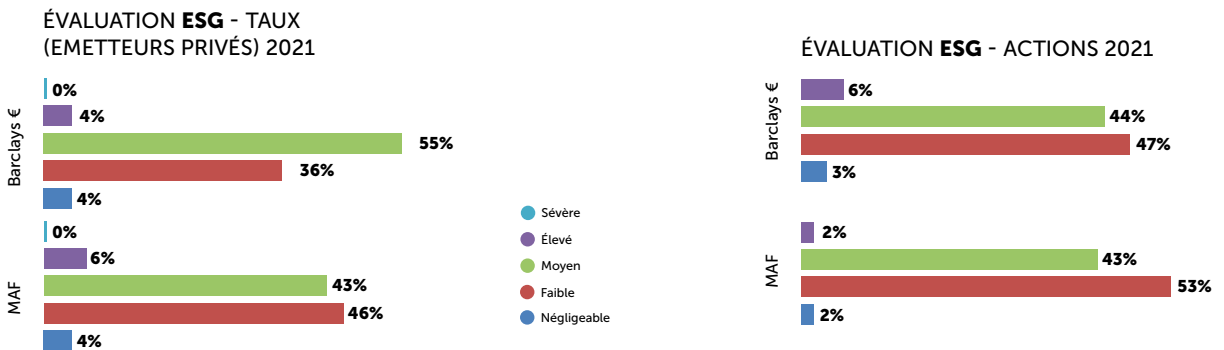 ÉVALUATION ESG - TAUX
(EMETTEURS PRIVÉS) 2021
Barclays €
0%
4%
55%
36%
4%
MAF
0%
6%
43%
46%
4%
Sévère
Élevé
Moyen
Faible
Négligeable
ÉVALUATION ESG - ACTIONS 2021
Barclays €
6%
44%
47%
3%
MAF
2%
43%
53%
2%